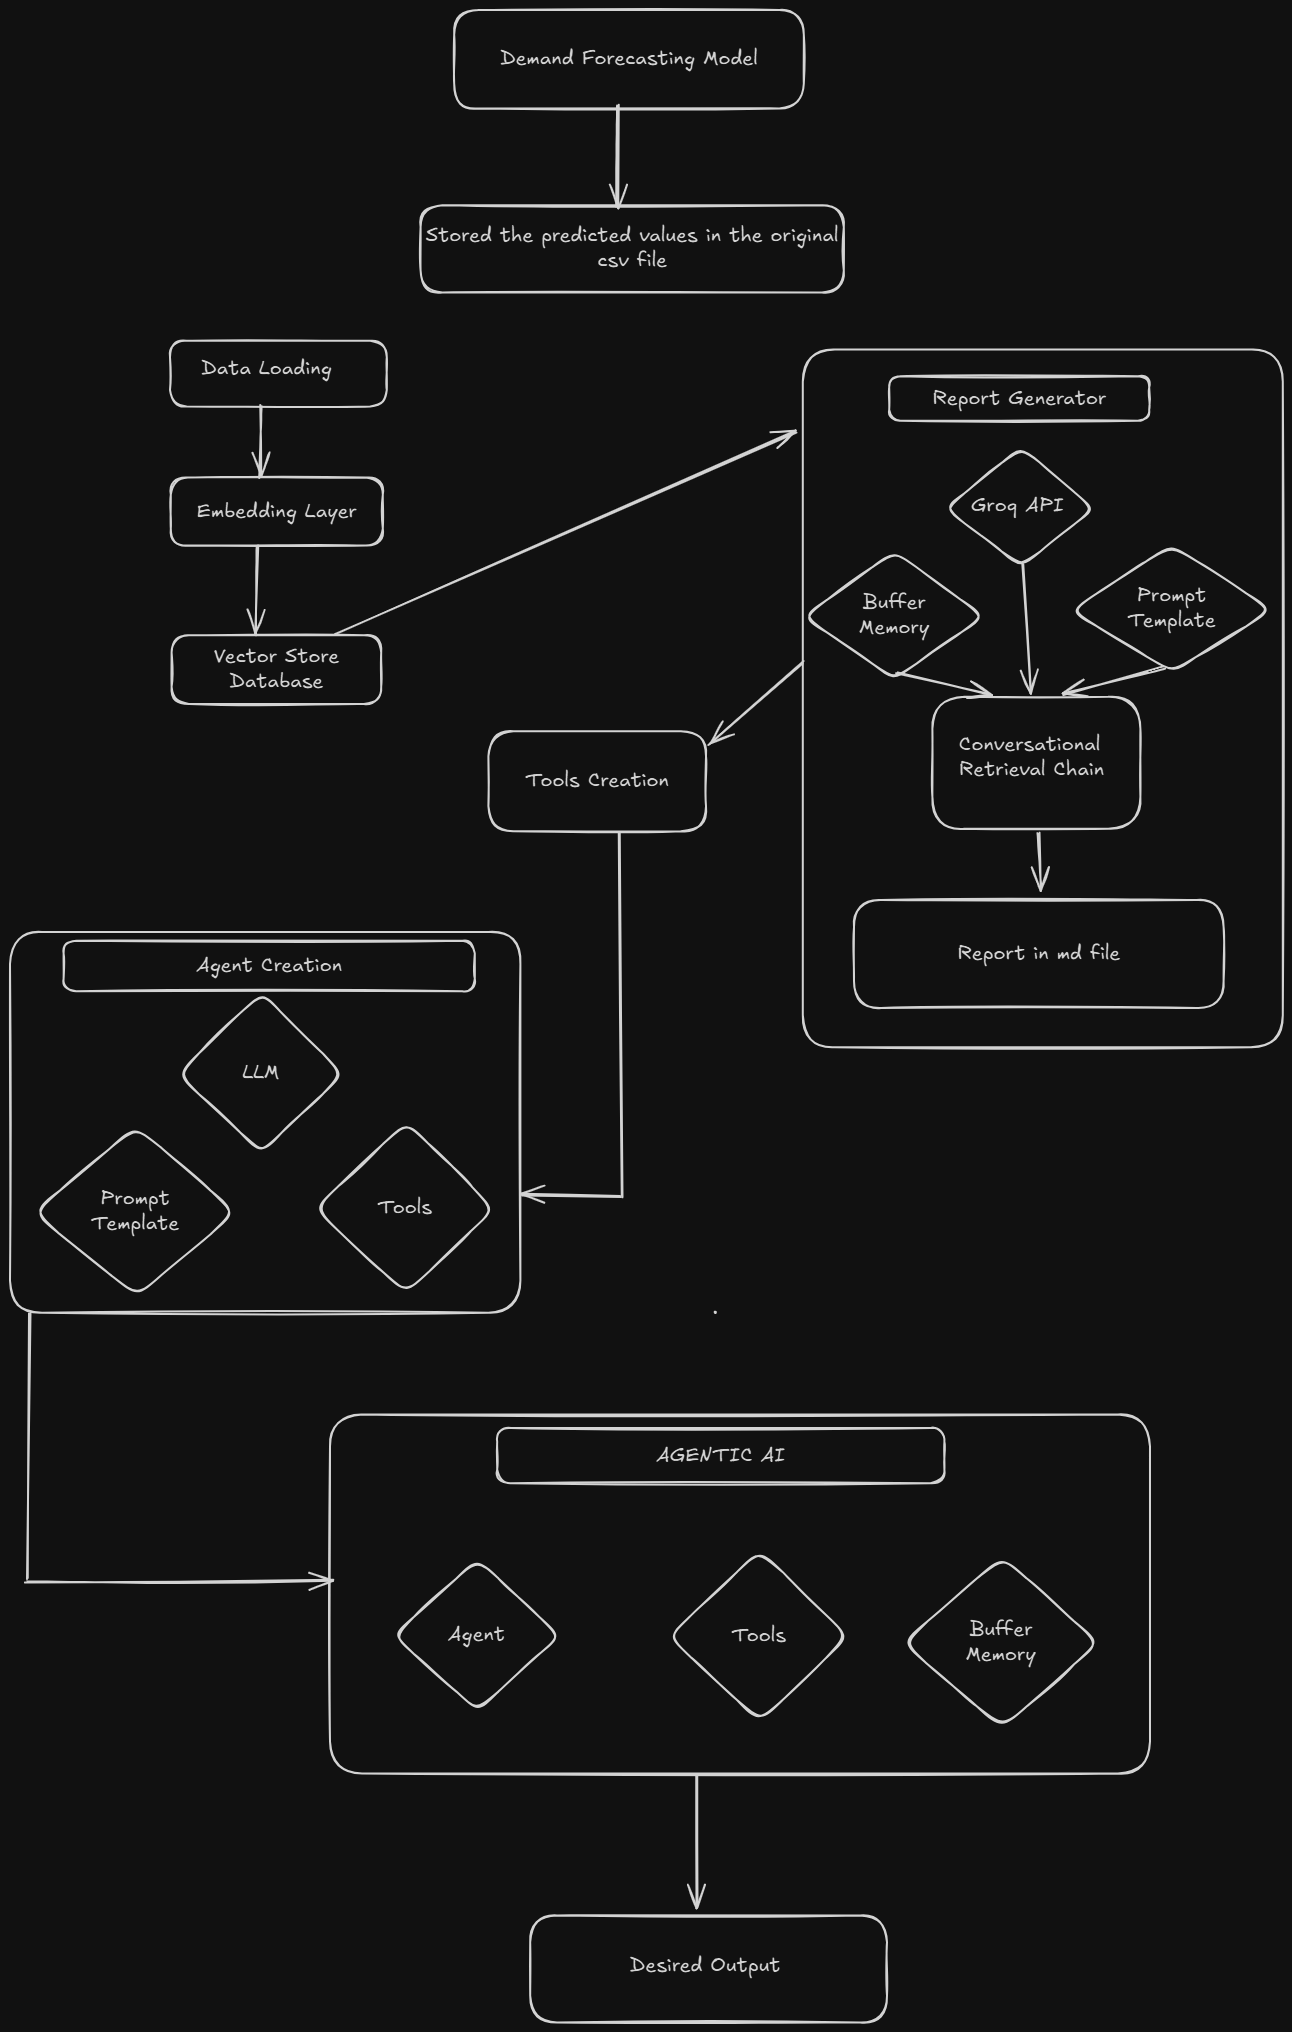 Demand Forecasting Model
Stored the predicted values in the original
csv file
Data Loading
Embedding Layer
Vector Store
Database
Report Generator
Groq API
Buffer
Memory
Prompt
Template
Conversational
Retrieval Chain
Report in md file
Tools Creation
Agent Creation
LLM
Prompt
Template
Tools
AGENTIC AI
Agent
Tools
Buffer
Memory
Desired Output